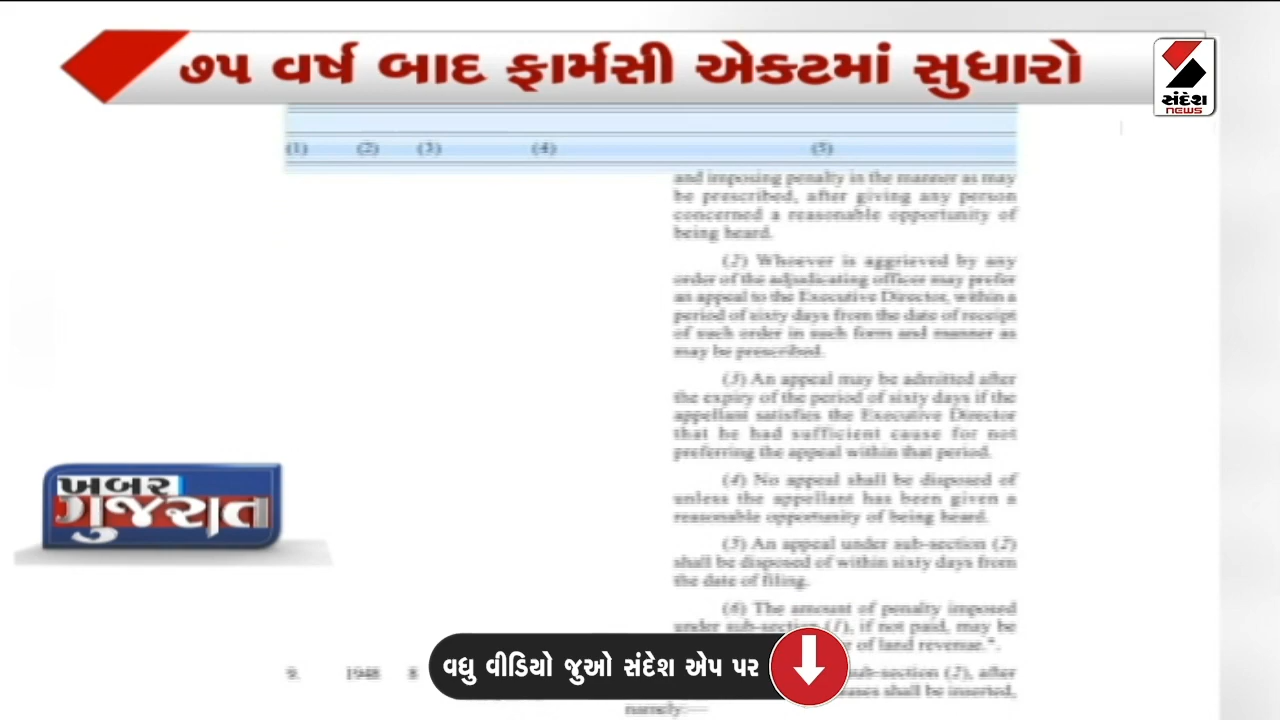 ૭૫ વર્ષ બાદ ફાર્મસી એક્ટમાં સુધારો
સંદેશ
NEWS
(1) (2) (3) (4) (5)
and imposing penalty in the manner as may
be prescribed, after giving any person
concerned a reasonable opportunity of
being heard.
(2) Whoever is aggrieved by any
order of the adjudicating officer may prefer
an appeal to the Executive Director, within a
period of sixty days from the date of receipt
of such order in such form and manner as
may be prescribed.
(3) An appeal may be admitted after
the expiry of the period of sixty days if the
appellant satisfies the Executive Director
that he had sufficient cause for not
preferring the appeal within that period.
(4) No appeal shall be disposed of
unless the appellant has been given a
reasonable opportunity of being heard.
(5) An appeal under sub-section (2)
shall be disposed of within sixty days from
the date of filing.
(6) The amount of penalty imposed
under sub-section (1), if not paid, may be
of land revenue.".
9. 1948 8 sub-section (2), after
shall be inserted,
namely:—
ખબર
ગુજરાત
વધુ વીડિયો જુઓ સંદેશ એપ પર